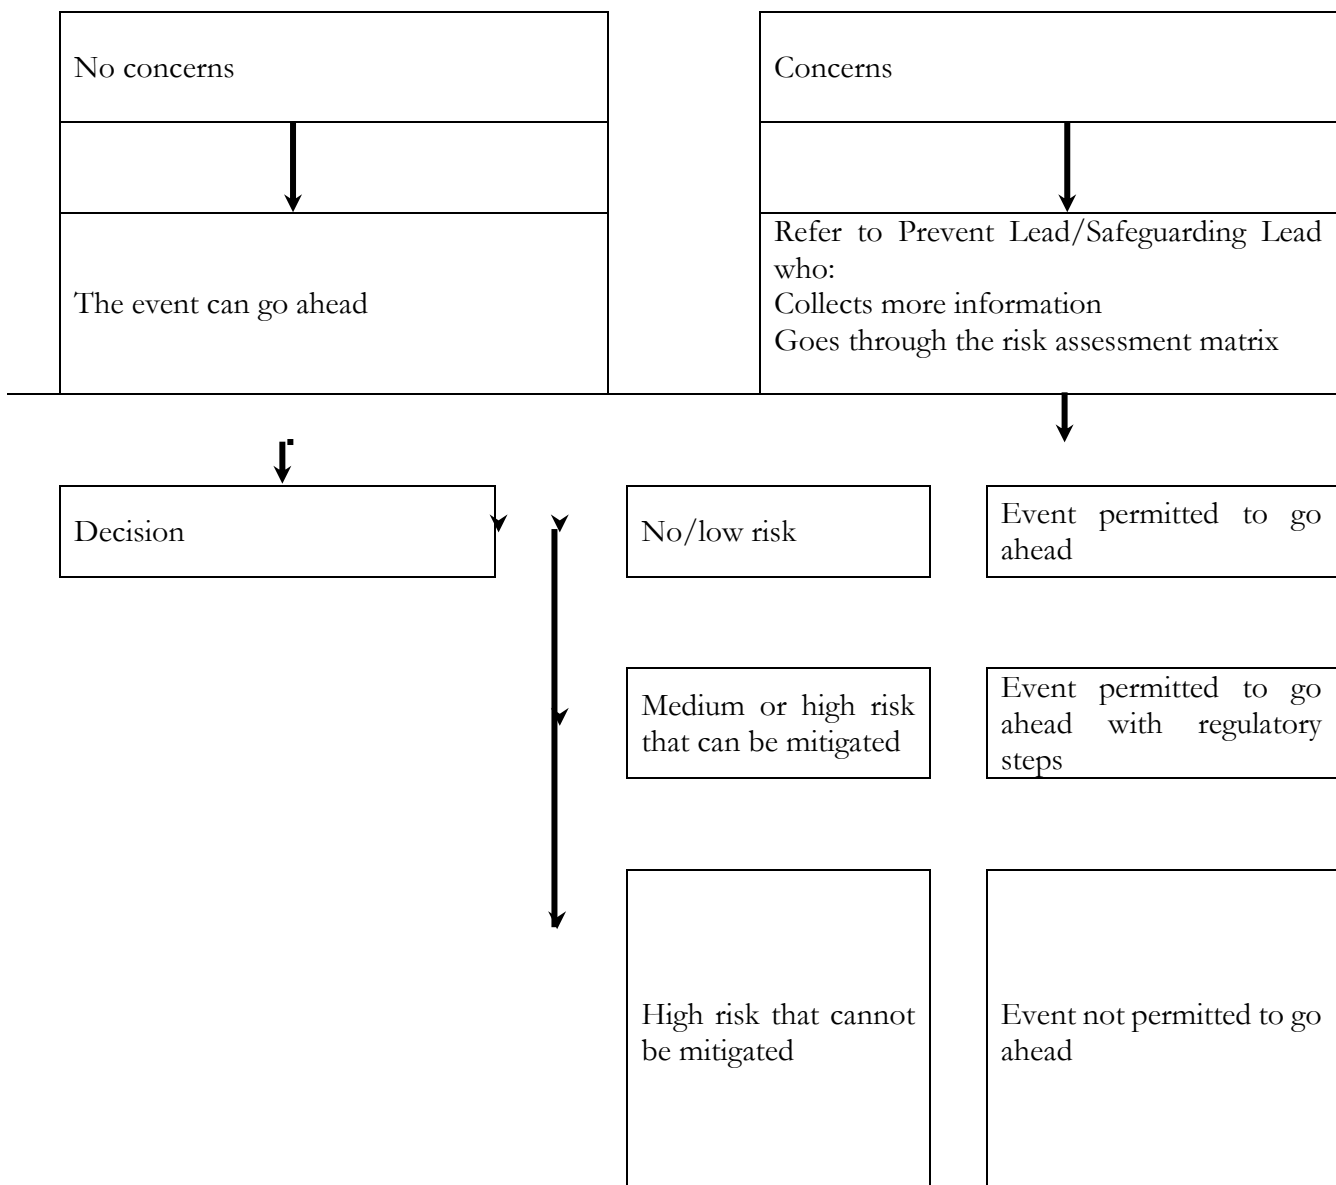 No concerns
Concerns
The event can go ahead
Refer to Prevent Lead/Safeguarding Lead
who:
Collects more information
Goes through the risk assessment matrix
Decision
No/low risk
Event permitted to go
ahead
Medium or high risk
that can be mitigated
Event permitted to go
ahead with regulatory
steps
High risk that cannot
be mitigated
Event not permitted to go
ahead